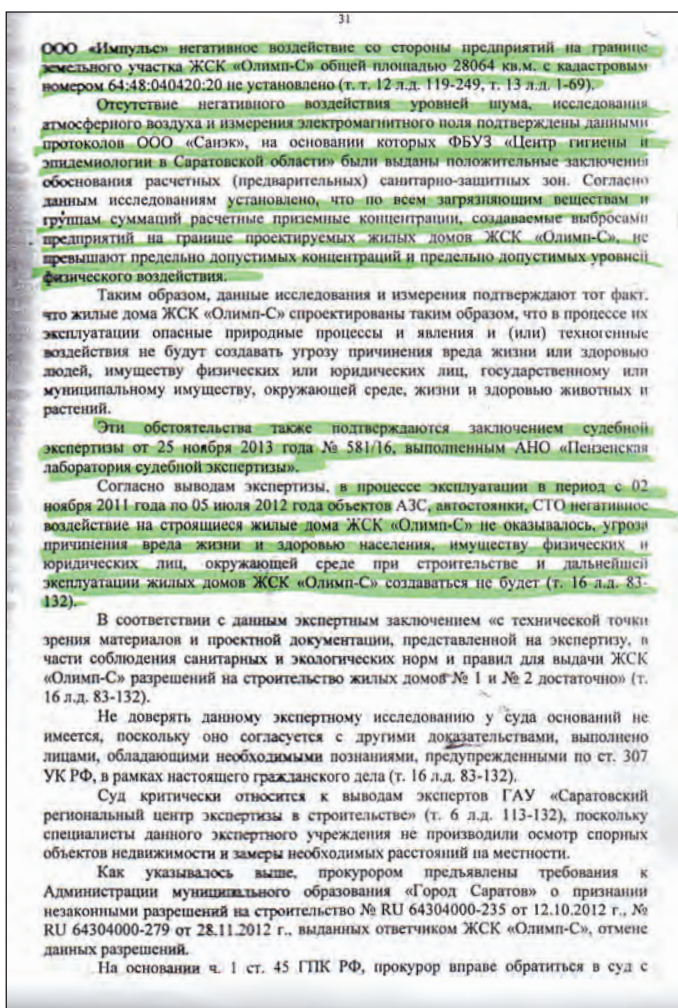 31
ООО «Импульс» негативное воздействие со стороны предприятий на границе
земельного участка ЖСК «Олимп-С» общей площадью 28064 кв.м. с кадастровым
номером 64:48:040420:20 не установлено (т. т. 12 л.д. 119-249, т. 13 л.д. 1-69).
Отсутствие негативного воздействия уровней шума, исследования
атмосферного воздуха и измерения электромагнитного поля подтверждены данными
протоколов ООО «Санэк», на основании которых ФБУЗ «Центр гигиены и
эпидемиологии в Саратовской области» были выданы положительные заключения
обоснования расчетных (предварительных) санитарно-защитных зон. Согласно
данным исследованиям установлено, что по всем загрязняющим веществам и
группам суммаций расчетные приземные концентрации, создаваемые выбросами
предприятий на границе проектируемых жилых домов ЖСК «Олимп-С», не
превышают предельно допустимых концентраций и предельно допустимых уровней
физического воздействия.
Таким образом, данные исследования и измерения подтверждают тот факт,
что жилые дома ЖСК «Олимп-С» спроектированы таким образом, что в процессе их
эксплуатации опасные природные процессы и явления и (или) техногенные
воздействия не будут создавать угрозу причинения вреда жизни или здоровью
людей, имуществу физических или юридических лиц, государственному или
муниципальному имуществу, окружающей среде, жизни и здоровью животных и
растений.
Эти обстоятельства также подтверждаются заключением судебной
экспертизы от 25 ноября 2013 года № 581/16, выполненным АНО «Пензенская
лаборатория судебной экспертизы».
Согласно выводам экспертизы, в процессе эксплуатации в период с 02
ноября 2011 года по 05 июля 2012 года объектов АЗС, автостоянки, СТО негативное
воздействие на строящиеся жилые дома ЖСК «Олимп-С» не оказывалось, угроза
причинения вреда жизни и здоровью населения, имуществу физических и
юридических лиц, окружающей среде при строительстве и дальнейшей
эксплуатации жилых домов ЖСК «Олимп-С» создаваться не будет (т. 16 л.д. 83-
132).
В соответствии с данным экспертным заключением «с технической точки
зрения материалов и проектной документации, представленной на экспертизу, в
части соблюдения санитарных и экологических норм и правил для выдачи ЖСК
«Олимп-С» разрешений на строительство жилых домов № 1 и № 2 достаточно» (т.
16 л.д. 83-132).
Не доверять данному экспертному исследованию у суда оснований не
имеется, поскольку оно согласуется с другими доказательствами, выполнено
лицами, обладающими необходимыми познаниями, предупрежденными по ст. 307
УК РФ, в рамках настоящего гражданского дела (т. 16 л.д. 83-132).
Суд критически относится к выводам экспертов ГАУ «Саратовский
региональный центр экспертизы в строительстве» (т. 6 л.д. 113-132), поскольку
специалисты данного экспертного учреждения не производили осмотр спорных
объектов недвижимости и замеры необходимых расстояний на местности.
Как указывалось выше, прокурором предъявлены требования к
Администрации муниципального образования «Город Саратов» о признании
незаконными разрешений на строительство № RU 64304000-235 от 12.10.2012 г., №
RU 64304000-279 от 28.11.2012 г., выданных ответчиком ЖСК «Олимп-С», отмене
данных разрешений.
На основании ч. 1 ст. 45 ГПК РФ, прокурор вправе обратиться в суд с